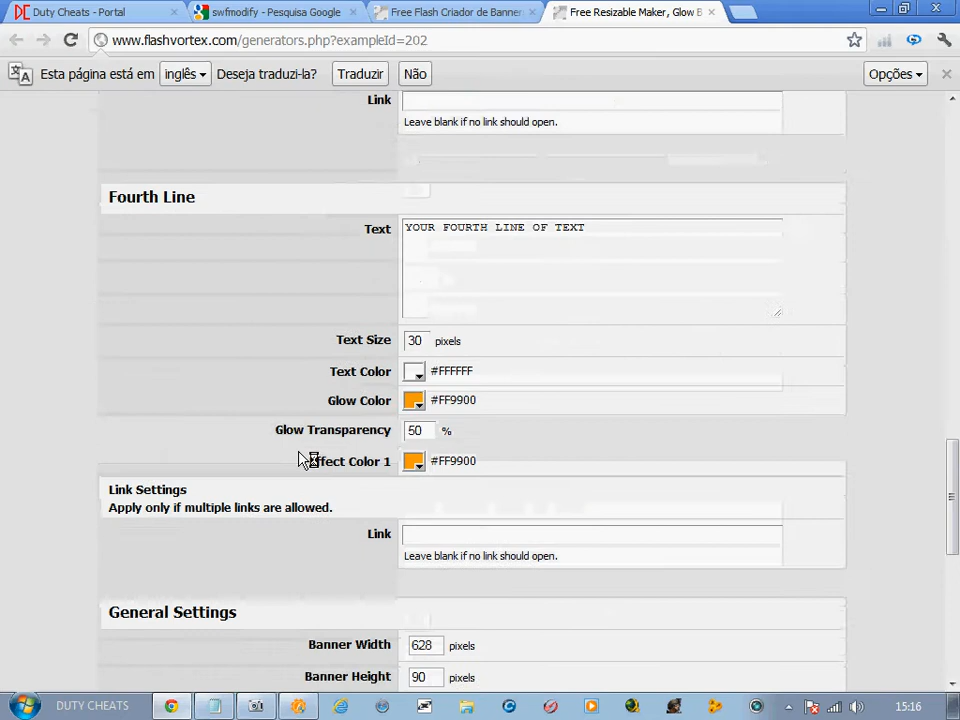 Duty Cheats - Portal
swfmodify - Pesquisa Google
Free Flash Criador de Banner
Free Resizable Maker, Glow B
www.flashvortex.com/generators.php?exampleId=202
Esta página está em inglês Deseja traduzi-la? Traduzir Não Opções
Link
Leave blank if no link should open.
Fourth Line
Text YOUR FOURTH LINE OF TEXT
Text Size 30 pixels
Text Color #FFFFFF
Glow Color #FF9900
Glow Transparency 50 %
ffect Color 1 #FF9900
Link Settings
Apply only if multiple links are allowed.
Link
Leave blank if no link should open.
General Settings
Banner Width 628 pixels
Banner Height 90 pixels
DUTY CHEATS 15:16